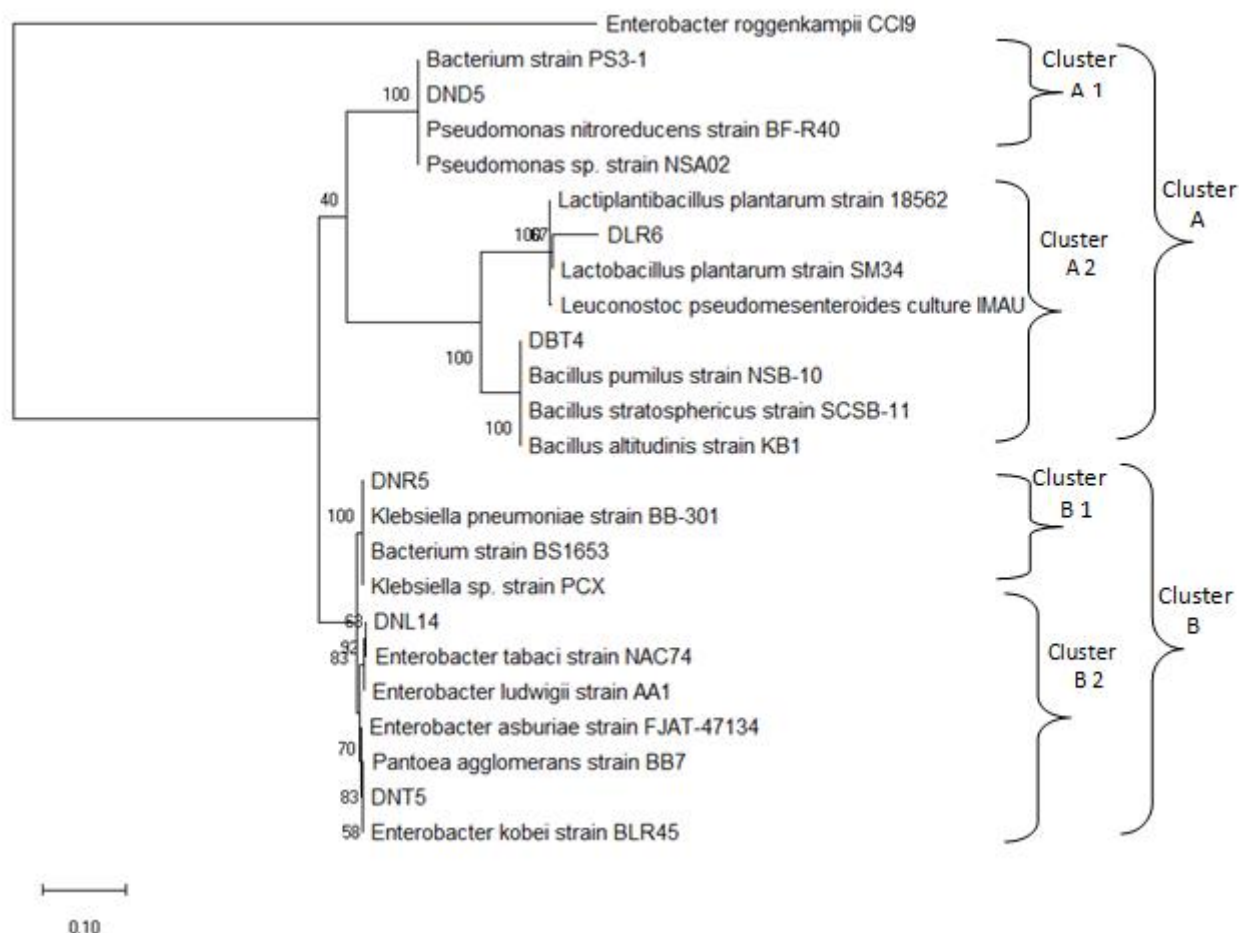 Enterobacter roggenkampii CCI9
Bacterium strain PS3-1
DND5
Pseudomonas nitroreducens strain BF-R40
Pseudomonas sp. strain NSA02
Lactiplantibacillus plantarum strain 18562
DLR6
Lactobacillus plantarum strain SM34
Leuconostoc pseudomesenteroides culture IMAU
DBT4
Bacillus pumilus strain NSB-10
Bacillus stratosphericus strain SCSB-11
Bacillus altitudinis strain KB1
DNR5
Klebsiella pneumoniae strain BB-301
Bacterium strain BS1653
Klebsiella sp. strain PCX
DNL14
Enterobacter tabaci strain NAC74
Enterobacter ludwigii strain AA1
Enterobacter asburiae strain FJAT-47134
Pantoea agglomerans strain BB7
DNT5
Enterobacter kobei strain BLR45
100
40
67
100
100
100
63
92
83
70
83
58
Cluster
A 1
Cluster
A 2
Cluster
A
Cluster
B 1
Cluster
B 2
Cluster
B
0.10